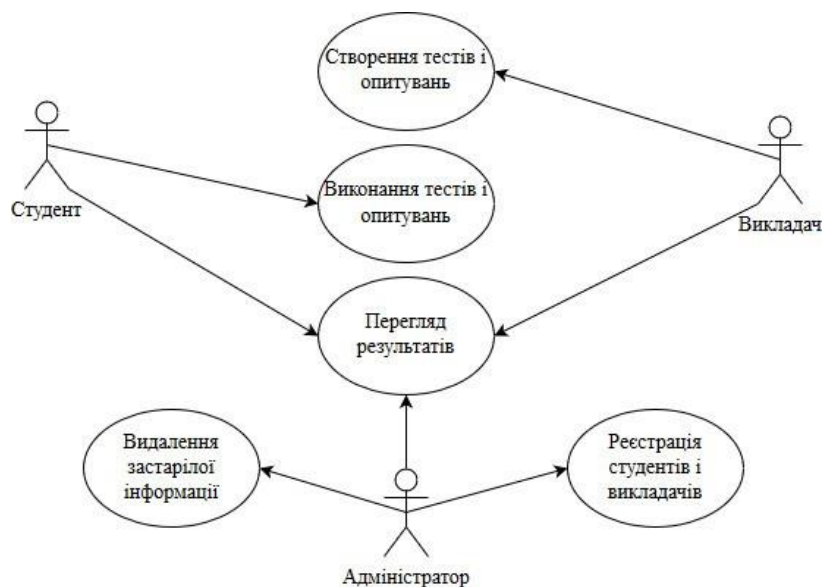 Створення тестів і
опитувань
Студент
Виконання тестів і
опитувань
Викладач
Перегляд
результатів
Видалення
застарілої
інформації
Реєстрація
студентів і
викладачів
Адміністратор